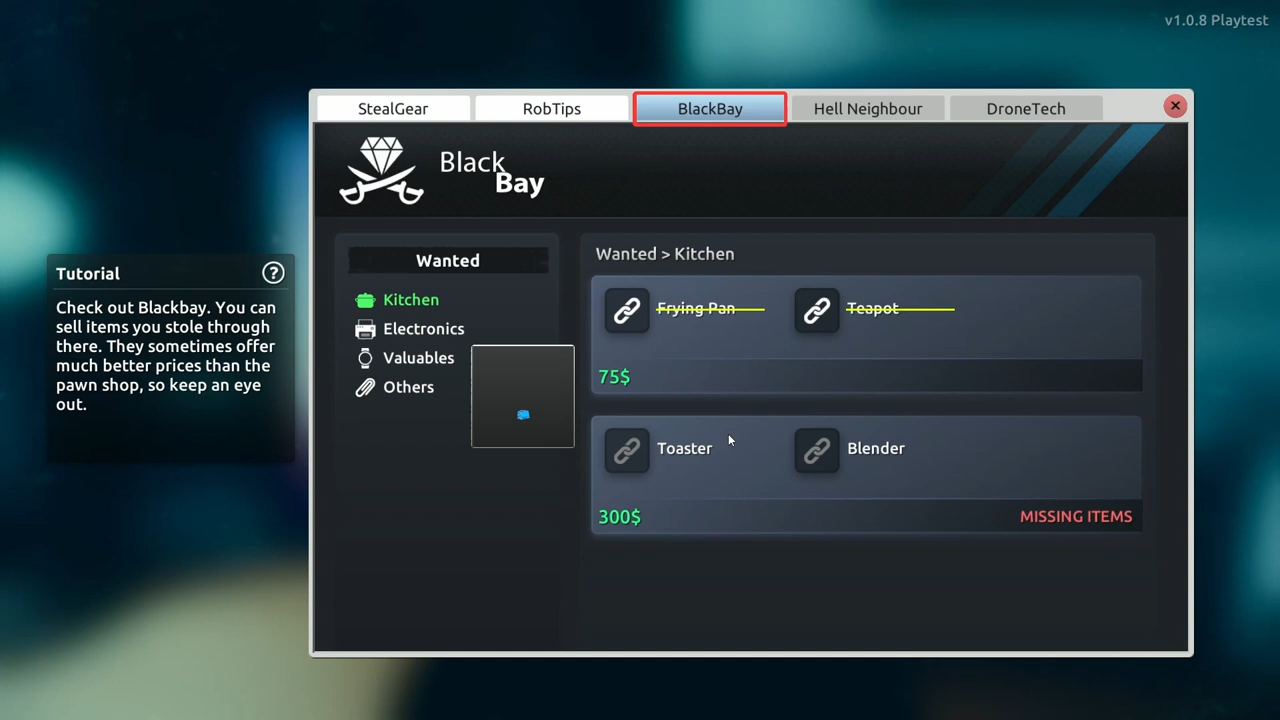 v1.0.8 Playtest
StealGear
RobTips
BlackBay
Hell Neighbour
DroneTech
Black
Bay
Tutorial
Check out Blackbay. You can
sell items you stole through
there. They sometimes offer
much better prices than the
pawn shop, so keep an eye
out.
Wanted
Kitchen
Electronics
Valuables
Others
Wanted > Kitchen
Frying Pan
Teapot
75$
Toaster
Blender
300$
MISSING ITEMS